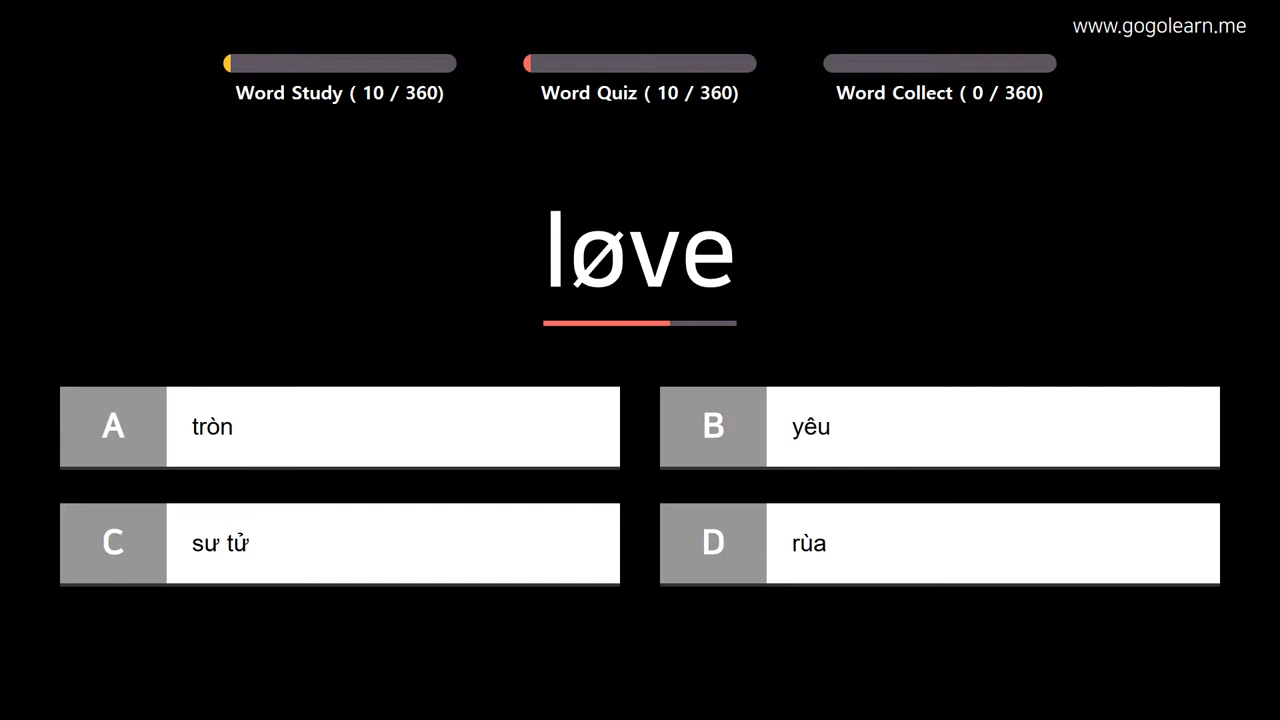 www.gogolearn.me
Word Study ( 10 / 360)
Word Quiz ( 10 / 360)
Word Collect ( 0 / 360)
løve
A tròn
B yêu
C sư tử
D rùa